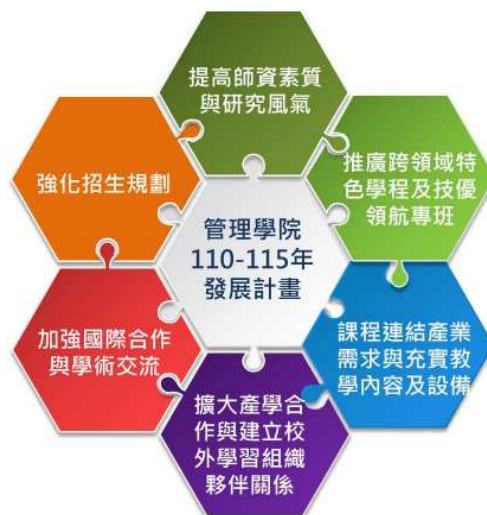 提高師資素質
與研究風氣
推廣跨領域特
色學程及技優
領航專班
課程連結產業
需求與充實教
學內容及設備
擴大產學合
作與建立校
外學習組織
夥伴關係
加強國際合作
與學術交流
強化招生規劃
管理學院
110-115年
發展計畫